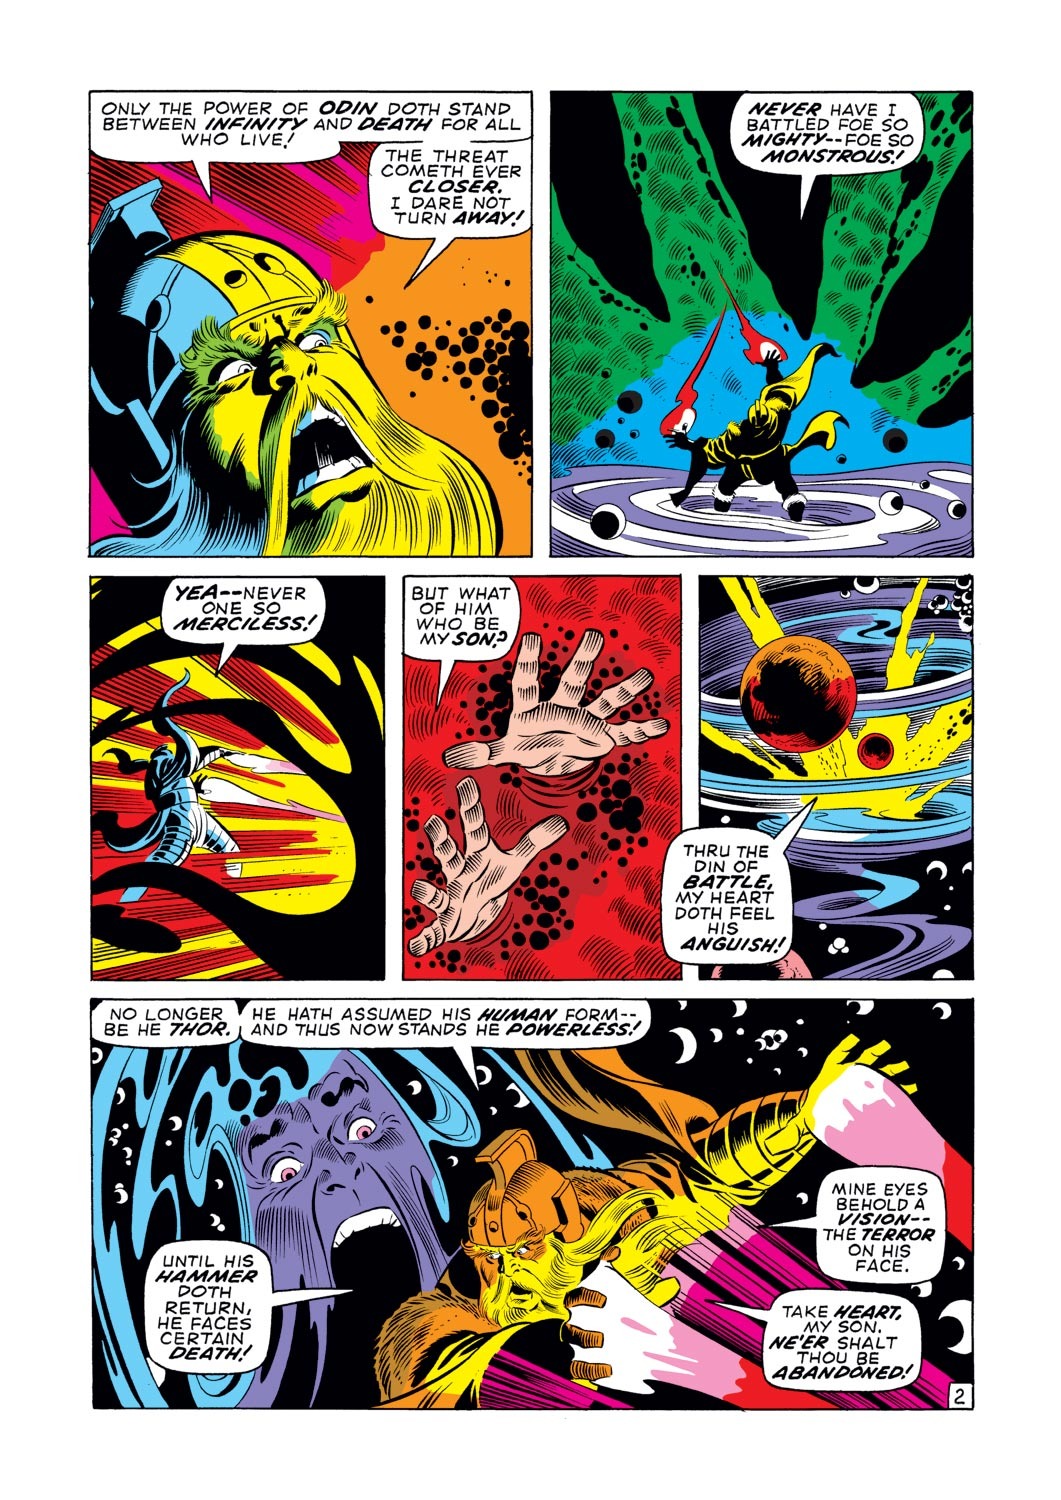 ONLY THE POWER OF ODIN DOTH STAND
BETWEEN INFINITY AND DEATH FOR ALL
WHO LIVE!
THE THREAT
COMETH EVER
CLOSER.
I DARE NOT
TURN AWAY!
NEVER HAVE I
BATTLED FOE SO
MIGHTY--FOE SO
MONSTROUS!
YEA--NEVER
ONE SO
MERCILESS!
BUT WHAT
OF HIM
WHO BE
MY SON?
THRU THE
DIN OF
BATTLE,
MY HEART
DOTH FEEL
HIS
ANGUISH!
NO LONGER
BE HE THOR.
HE HATH ASSUMED HIS HUMAN FORM--
AND THUS NOW STANDS HE POWERLESS!
UNTIL HIS
HAMMER
DOTH
RETURN,
HE FACES
CERTAIN
DEATH!
MINE EYES
BEHOLD A
VISION--
THE TERROR
ON HIS
FACE.
TAKE HEART,
MY SON.
NE'ER SHALT
THOU BE
ABANDONED!
2